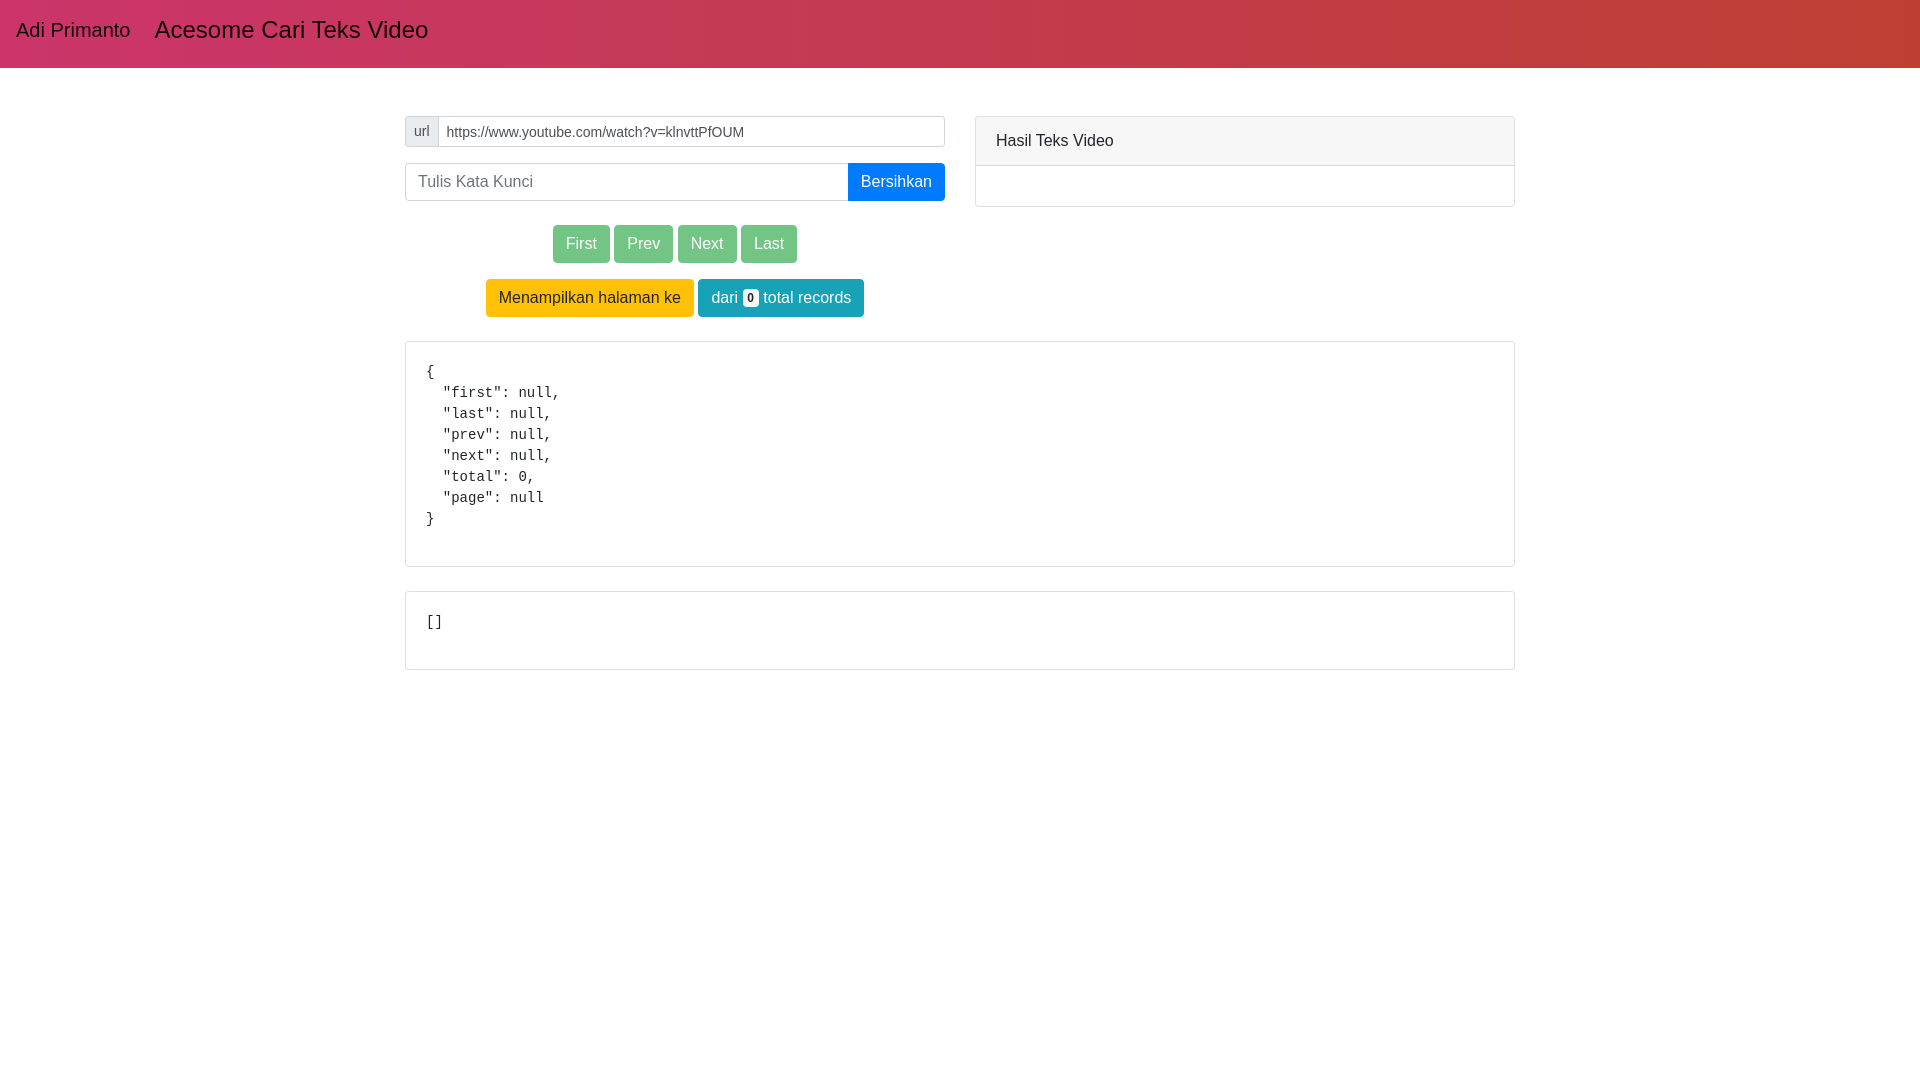 Adi Primanto Acesome Cari Teks Video
url https://www.youtube.com/watch?v=klnvttPfOUM
Tulis Kata Kunci Bersihkan
Hasil Teks Video
First Prev Next Last
Menampilkan halaman ke dari 0 total records
{
  "first": null,
  "last": null,
  "prev": null,
  "next": null,
  "total": 0,
  "page": null
}
[]